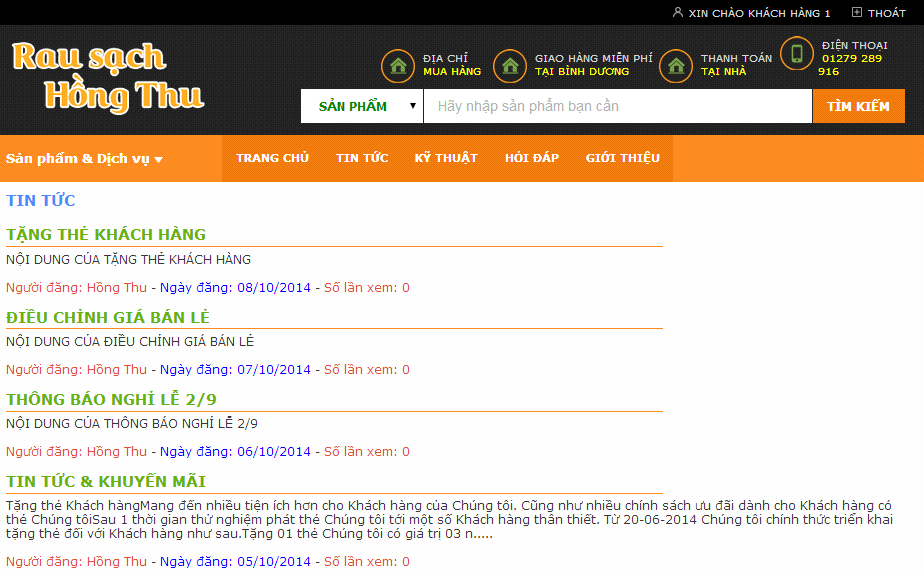 XIN CHÀO KHÁCH HÀNG 1 THOÁT
Rau sạch
Hồng Thu
ĐỊA CHỈ
MUA HÀNG
GIAO HÀNG MIỄN PHÍ
TẠI BÌNH DƯƠNG
THANH TOÁN
TẠI NHÀ
ĐIỆN THOẠI
01279 289
916
SẢN PHẨM Hãy nhập sản phẩm bạn cần TÌM KIẾM
Sản phẩm & Dịch vụ TRANG CHỦ TIN TỨC KỸ THUẬT HỎI ĐÁP GIỚI THIỆU
TIN TỨC
TẶNG THẺ KHÁCH HÀNG
NỘI DUNG CỦA TẶNG THẺ KHÁCH HÀNG
Người đăng: Hồng Thu - Ngày đăng: 08/10/2014 - Số lần xem: 0
ĐIỀU CHỈNH GIÁ BÁN LẺ
NỘI DUNG CỦA ĐIỀU CHỈNH GIÁ BÁN LẺ
Người đăng: Hồng Thu - Ngày đăng: 07/10/2014 - Số lần xem: 0
THÔNG BÁO NGHỈ LỄ 2/9
NỘI DUNG CỦA THÔNG BÁO NGHỈ LỄ 2/9
Người đăng: Hồng Thu - Ngày đăng: 06/10/2014 - Số lần xem: 0
TIN TỨC & KHUYẾN MÃI
Tặng thẻ Khách hàngMang đến nhiều tiện ích hơn cho Khách hàng của Chúng tôi. Cũng như nhiều chính sách ưu đãi dành cho Khách hàng có
thẻ Chúng tôiSau 1 thời gian thử nghiệm phát thẻ Chúng tôi tới một số Khách hàng thân thiết. Từ 20-06-2014 Chúng tôi chính thức triển khai
tặng thẻ đối với Khách hàng như sau.Tặng 01 thẻ Chúng tôi có giá trị 03 n.....
Người đăng: Hồng Thu - Ngày đăng: 05/10/2014 - Số lần xem: 0